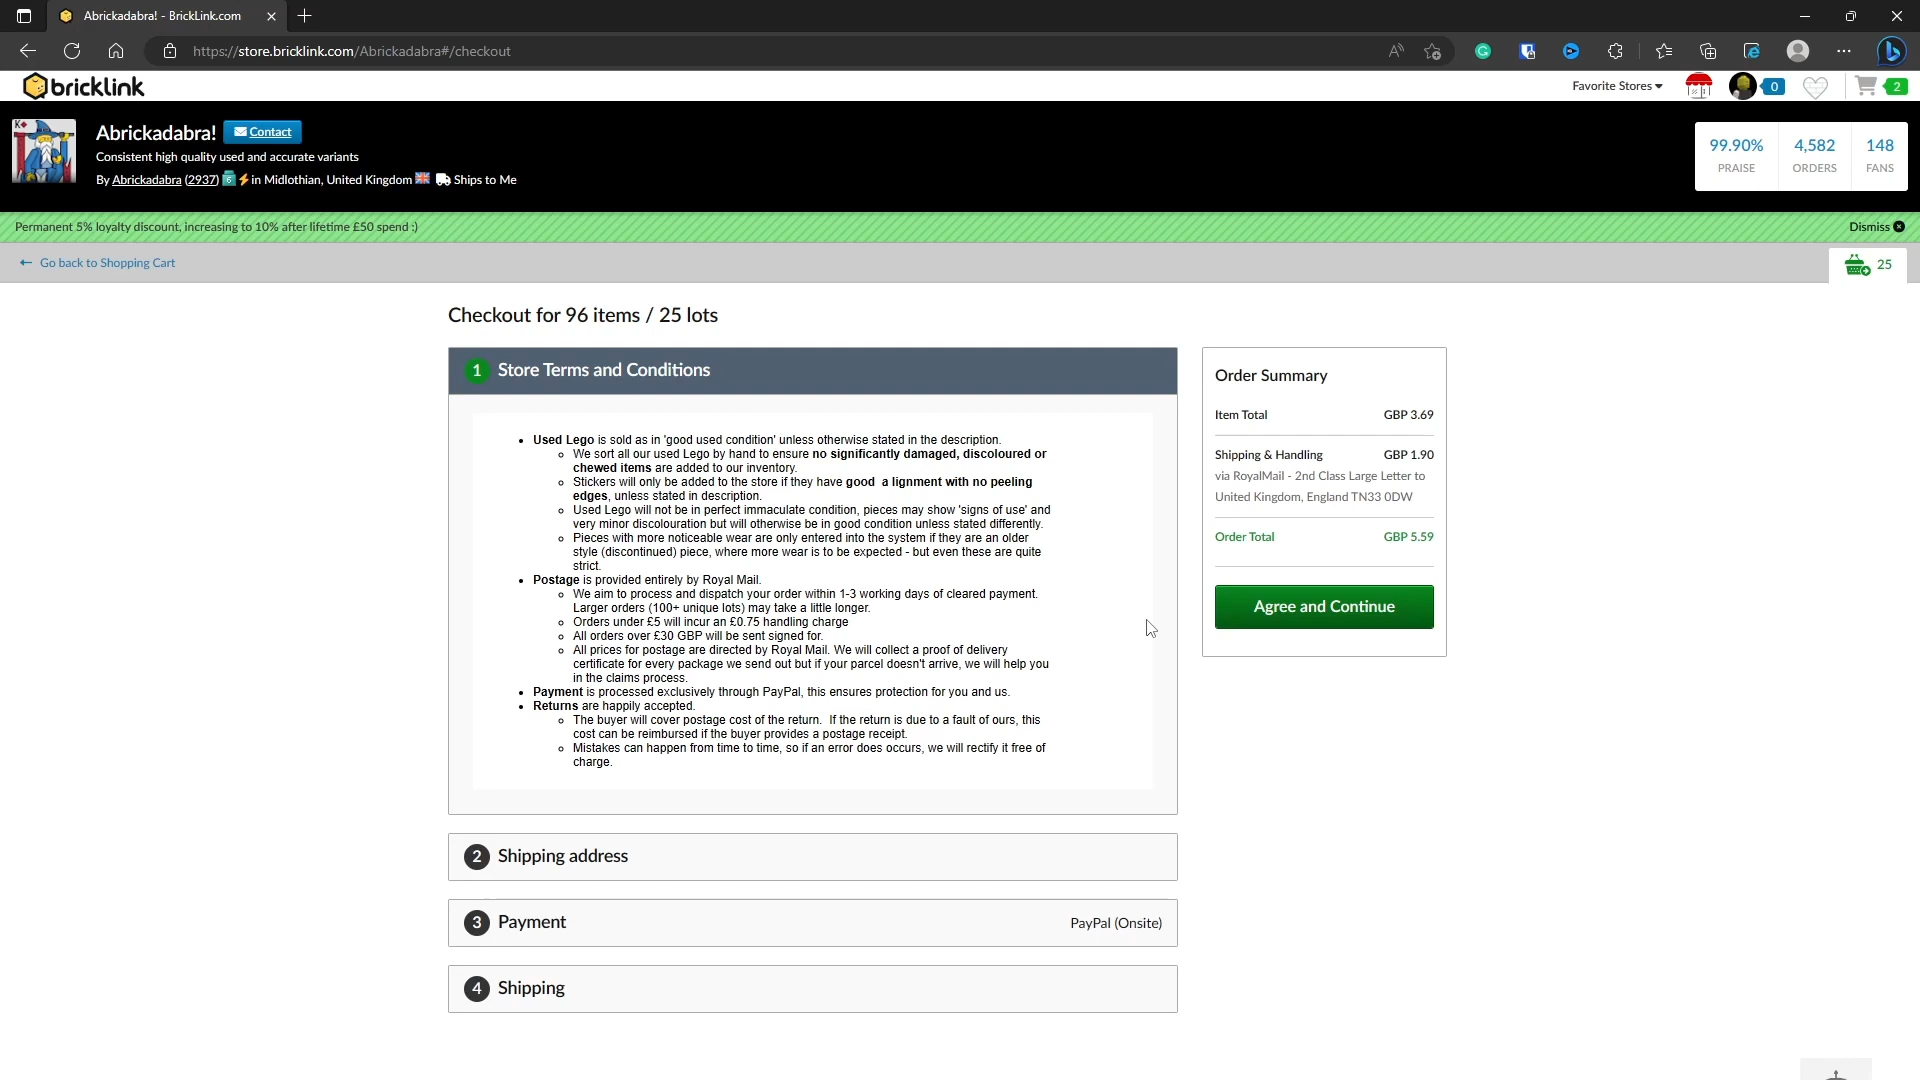 Abrickadabra! - BrickLink.com
https://store.bricklink.com/Abrickadabra#/checkout
bricklink
Favorite Stores
0
2
K
Abrickadabra!
Contact
Consistent high quality used and accurate variants
By Abrickadabra (2937) in Midlothian, United Kingdom Ships to Me
99.90%
PRAISE
4,582
ORDERS
148
FANS
Permanent 5% loyalty discount, increasing to 10% after lifetime £50 spend :)
Dismiss
Go back to Shopping Cart
25
Checkout for 96 items / 25 lots
1 Store Terms and Conditions
Used Lego is sold as in 'good used condition' unless otherwise stated in the description.
We sort all our used Lego by hand to ensure no significantly damaged, discoloured or
chewed items are added to our inventory.
Stickers will only be added to the store if they have good a lignment with no peeling
edges, unless stated in description.
Used Lego will not be in perfect immaculate condition, pieces may show 'signs of use' and
very minor discolouration but will otherwise be in good condition unless stated differently.
Pieces with more noticeable wear are only entered into the system if they are an older
style (discontinued) piece, where more wear is to be expected - but even these are quite
strict.
Postage is provided entirely by Royal Mail.
We aim to process and dispatch your order within 1-3 working days of cleared payment.
Larger orders (100+ unique lots) may take a little longer.
Orders under £5 will incur an £0.75 handling charge
All orders over £30 GBP will be sent signed for.
All prices for postage are directed by Royal Mail. We will collect a proof of delivery
certificate for every package we send out but if your parcel doesn't arrive, we will help you
in the claims process.
Payment is processed exclusively through PayPal, this ensures protection for you and us.
Returns are happily accepted.
The buyer will cover postage cost of the return. If the return is due to a fault of ours, this
cost can be reimbursed if the buyer provides a postage receipt.
Mistakes can happen from time to time, so if an error does occurs, we will rectify it free of
charge.
2 Shipping address
3 Payment
PayPal (Onsite)
4 Shipping
Order Summary
Item Total GBP 3.69
Shipping & Handling GBP 1.90
via RoyalMail - 2nd Class Large Letter to
United Kingdom, England TN33 0DW
Order Total GBP 5.59
Agree and Continue